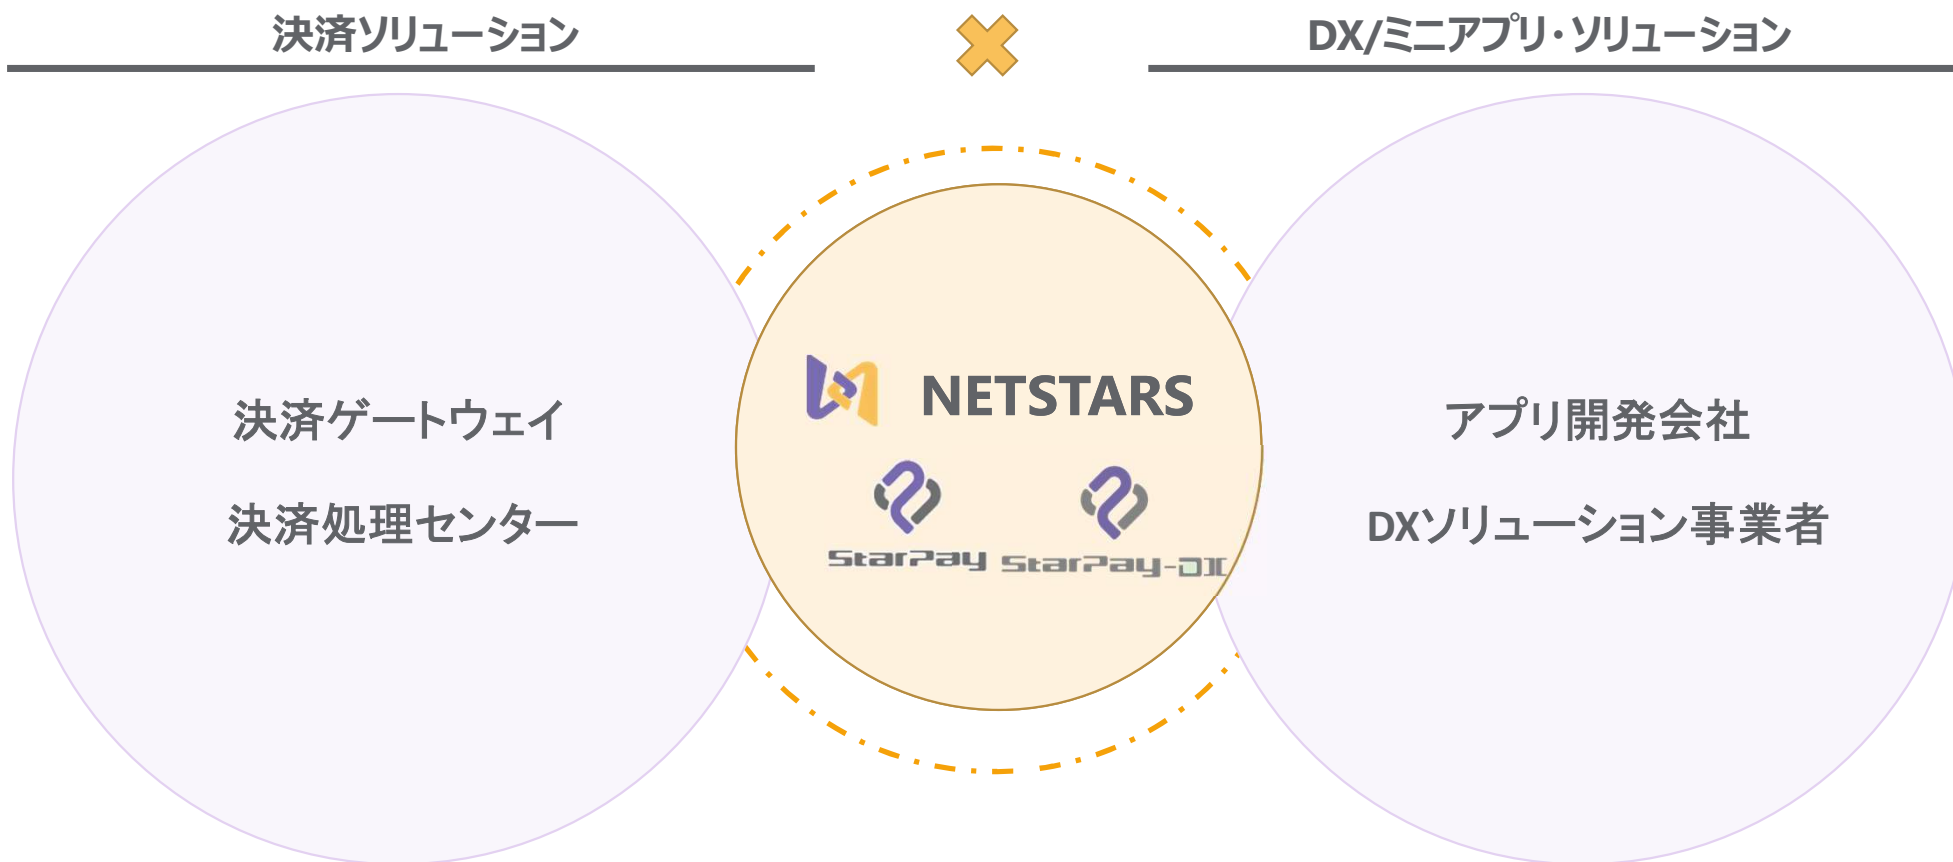 決済ソリューション
DX/ミニアプリ・ソリューション
決済ゲートウェイ
決済処理センター
NETSTARS
StarPay
StarPay-DX
アプリ開発会社
DXソリューション事業者